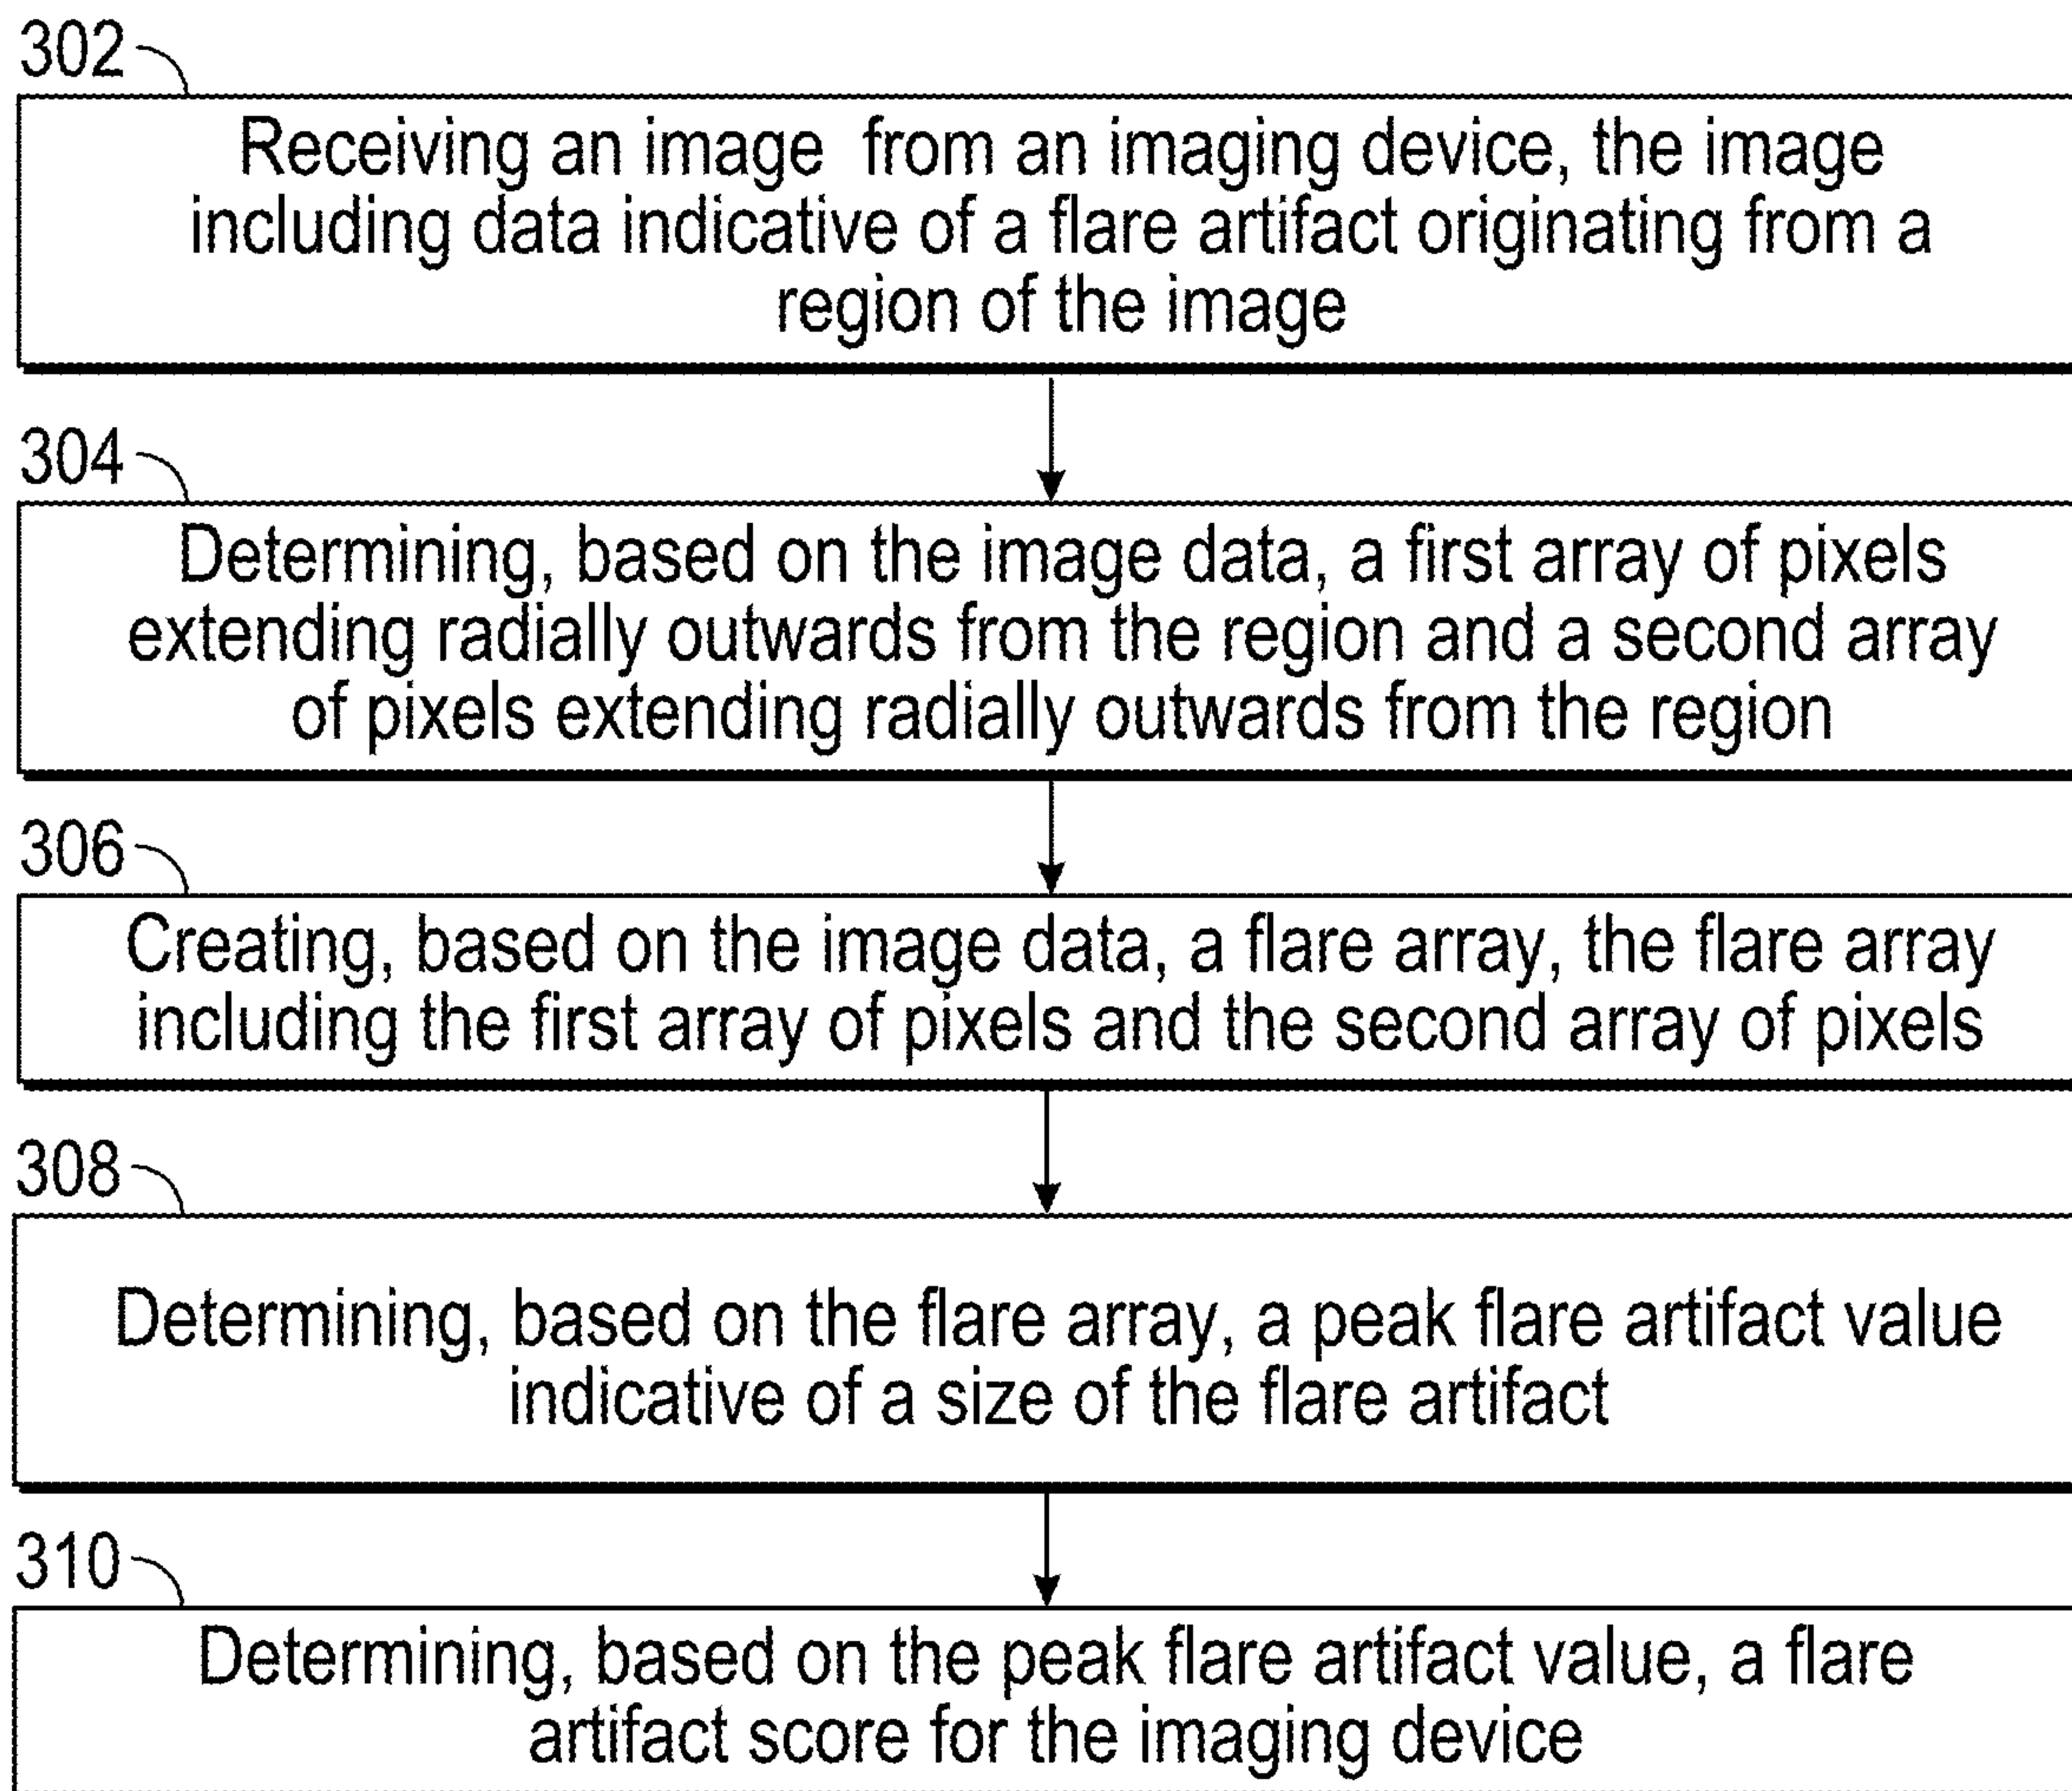 302
Receiving an image from an imaging device, the image
including data indicative of a flare artifact originating from a
region of the image
304
Determining, based on the image data, a first array of pixels
extending radially outwards from the region and a second array
of pixels extending radially outwards from the region
306
Creating, based on the image data, a flare array, the flare array
including the first array of pixels and the second array of pixels
308
Determining, based on the flare array, a peak flare artifact value
indicative of a size of the flare artifact
310
Determining, based on the peak flare artifact value, a flare
artifact score for the imaging device